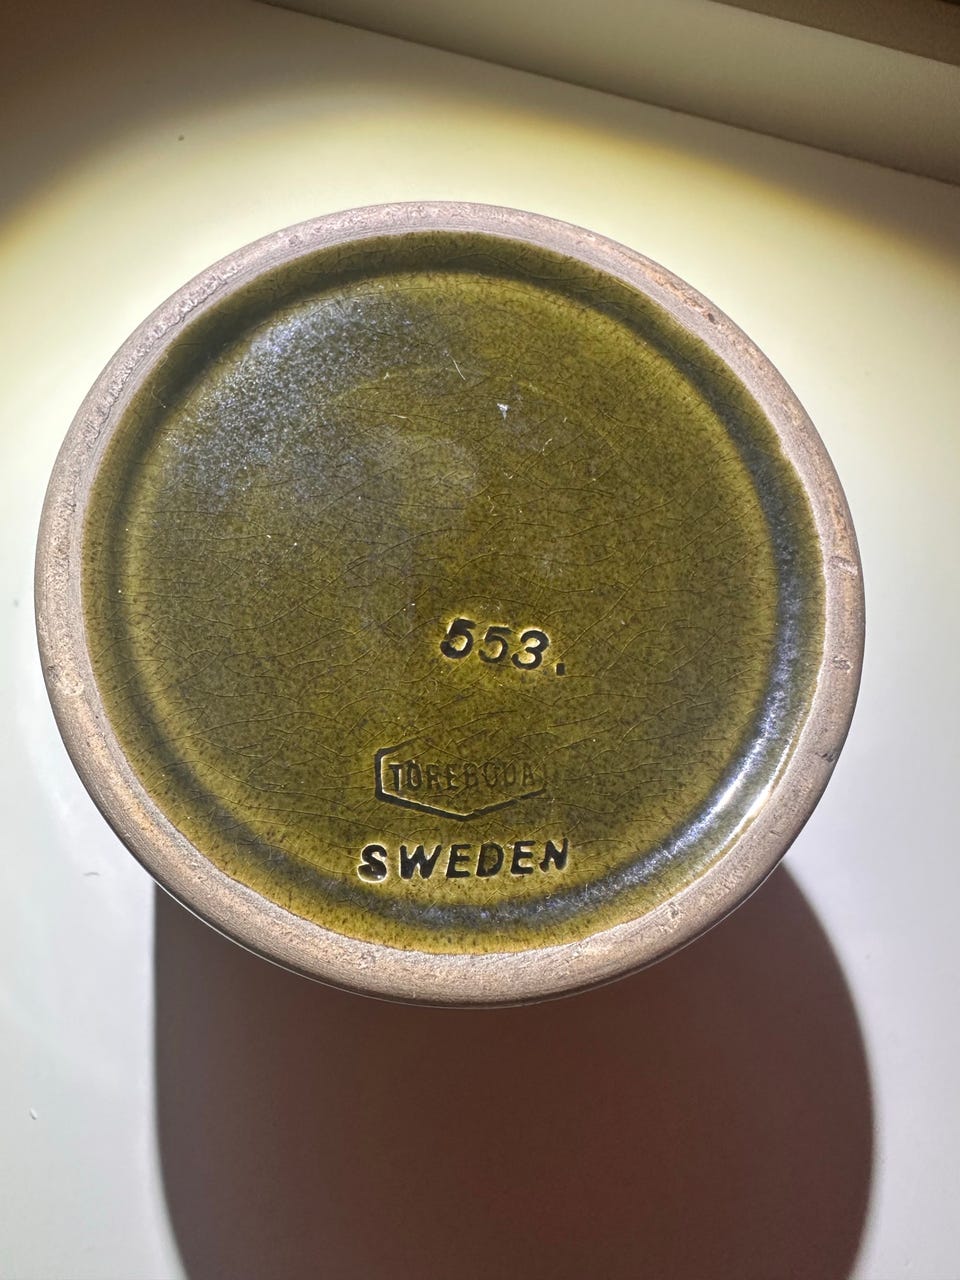 553.
TÖREBODA
SWEDEN